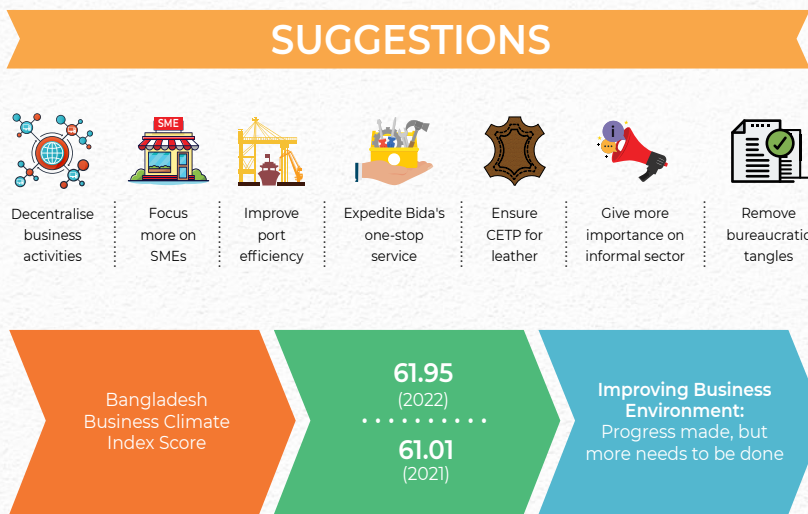 SUGGESTIONS
SME
i
Decentralise
business
activities
Focus
more on
SMEs
Improve
port
efficiency
Expedite Bida's
one-stop
service
Ensure
CETP for
leather
Give more
importance on
informal sector
Remove
bureaucratic
tangles
Bangladesh
Business Climate
Index Score
61.95
(2022)
61.01
(2021)
Improving Business
Environment:
Progress made, but
more needs to be done